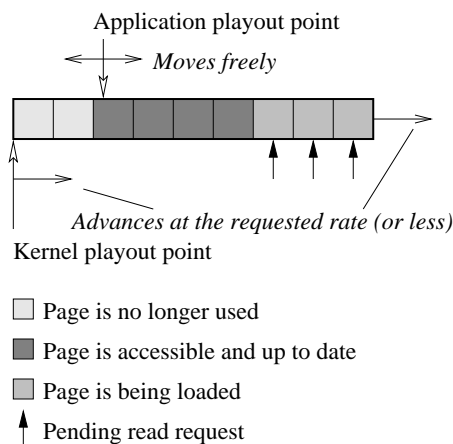 Application playout point
Moves freely
Advances at the requested rate (or less)
Kernel playout point
Page is no longer used
Page is accessible and up to date
Page is being loaded
Pending read request